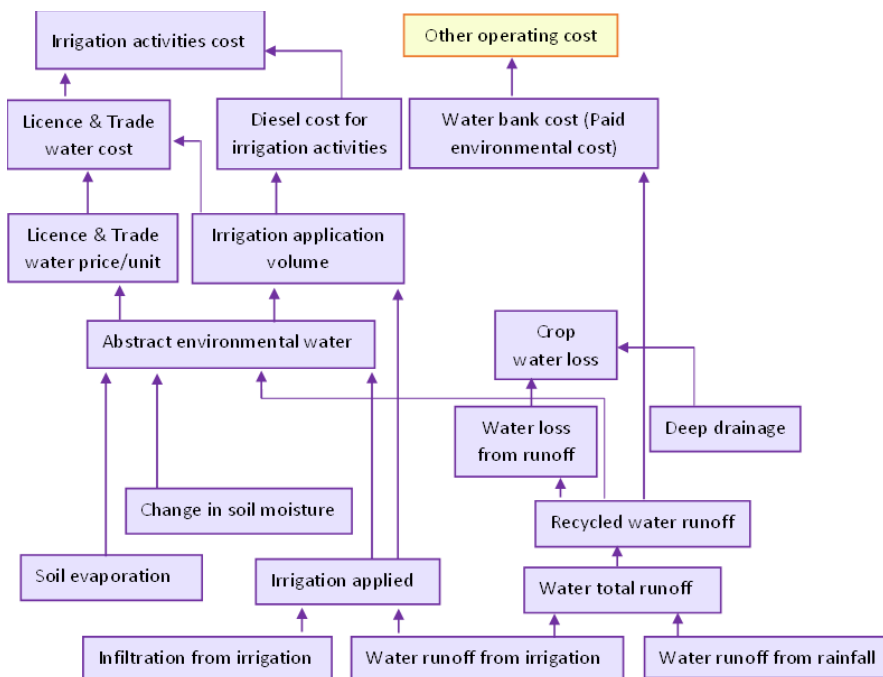 Irrigation activities cost
Other operating cost
Licence & Trade
water cost
Diesel cost for
irrigation activities
Water bank cost (Paid
environmental cost)
Licence & Trade
water price/unit
Irrigation application
volume
Abstract environmental water
Crop
water loss
Water loss
from runoff
Deep drainage
Change in soil moisture
Recycled water runoff
Soil evaporation
Irrigation applied
Water total runoff
Infiltration from irrigation
Water runoff from irrigation
Water runoff from rainfall